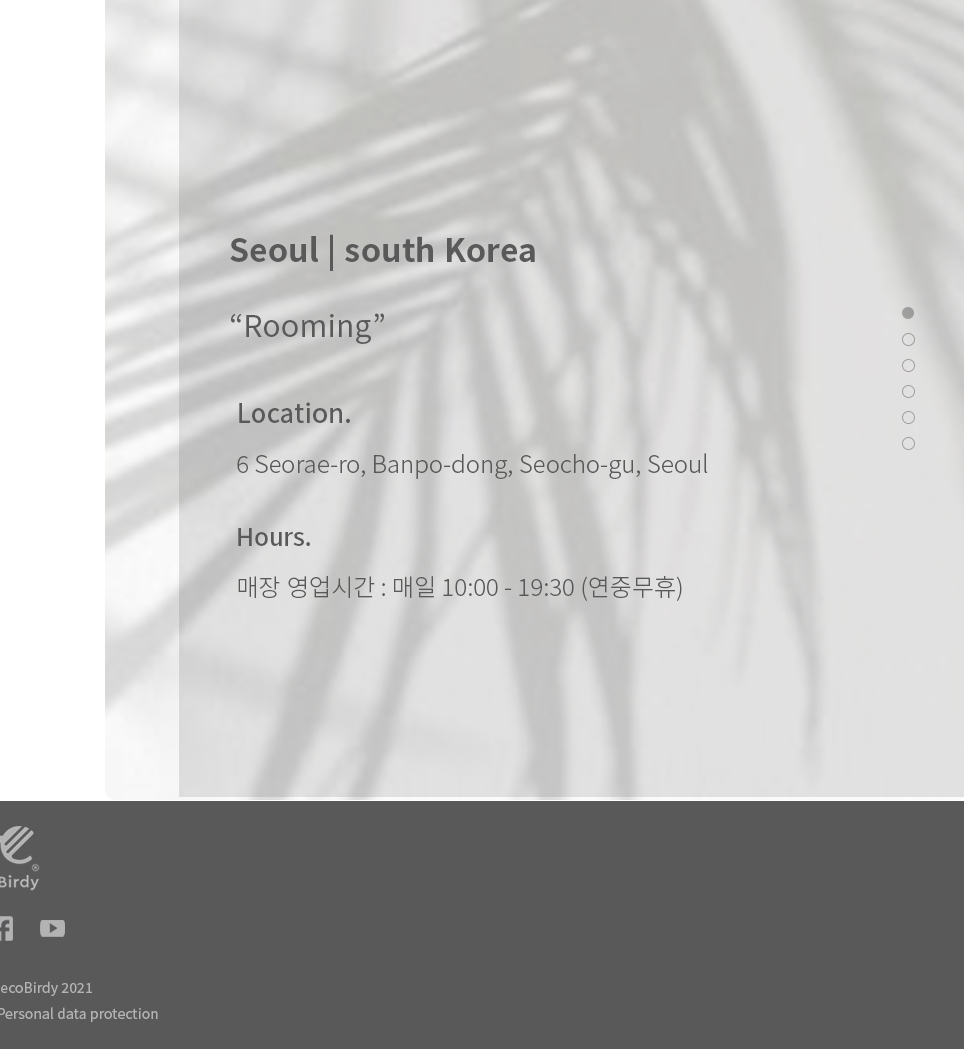 Seoul | south Korea
“Rooming”
Location.
6 Seorae-ro, Banpo-dong, Seocho-gu, Seoul
Hours.
매장 영업시간 : 매일 10:00 - 19:30 (연중무휴)
®
Birdy
ecoBirdy 2021
Personal data protection